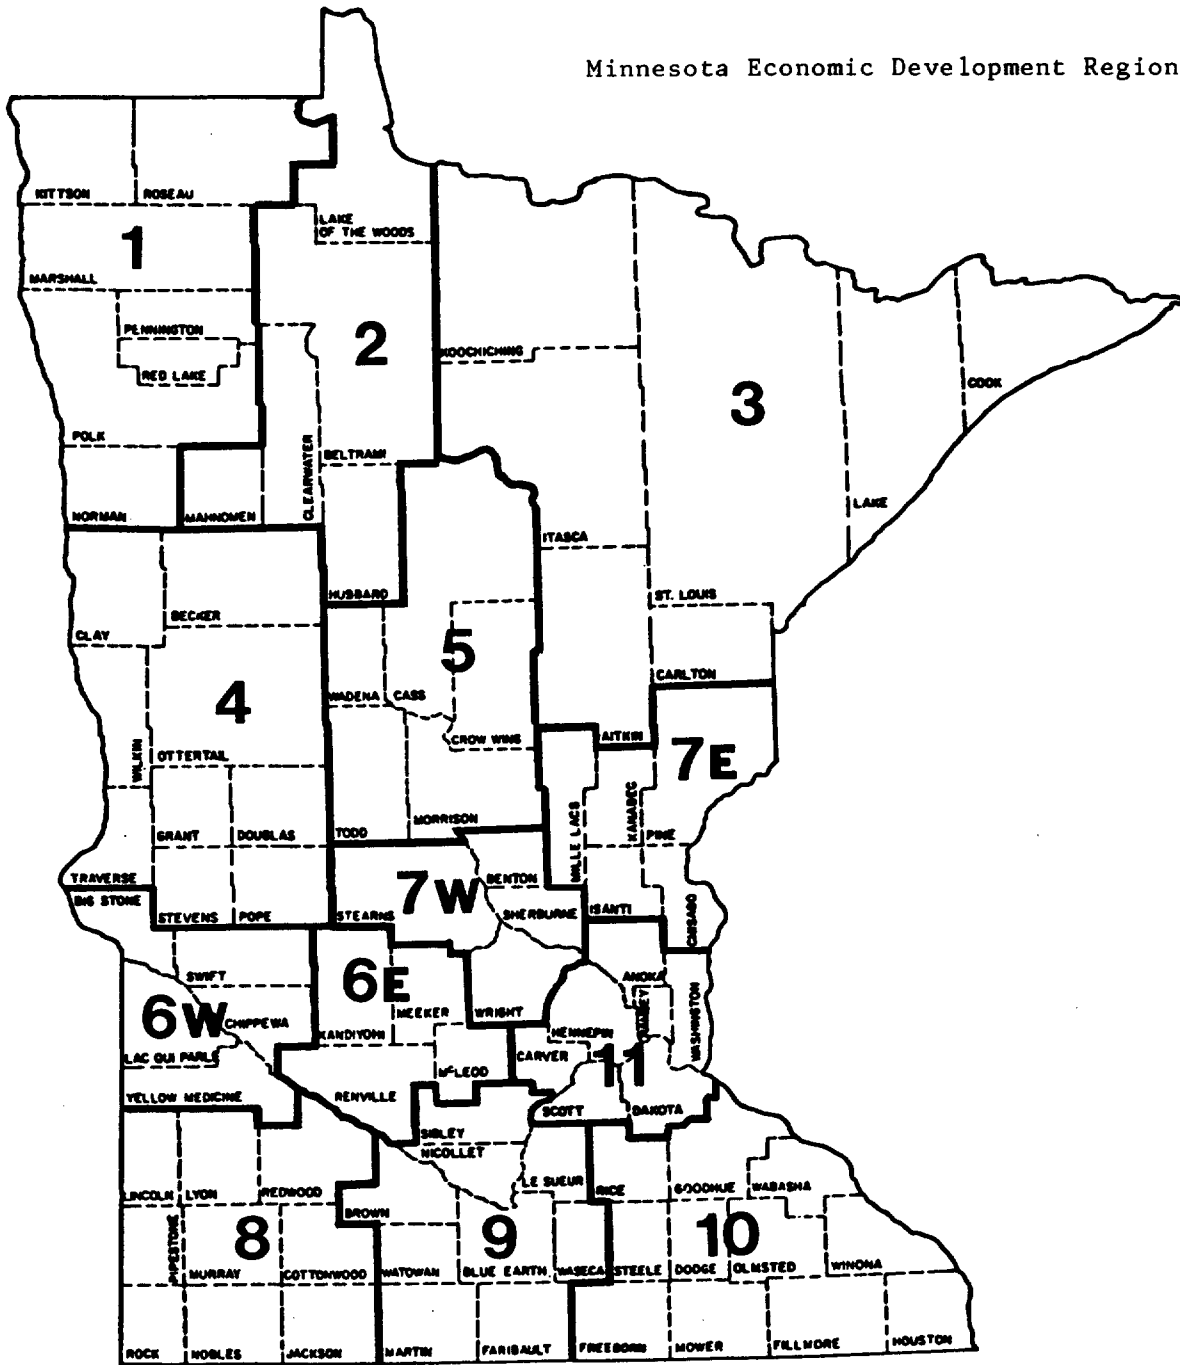 Minnesota Economic Development Region
KITTSON ROSEAU
LAKE
OF THE WOODS
1
MARSHALL
PENNINGTON
2
KOOCHICHING
RED LAKE
COOK
3
POLK
BELTRAMI
CLEARWATER
LAKE
NORMAN MAHNOMEN
ITASCA
HUBBARD ST. LOUIS
BECKER
CLAY
5
CARLTON
WADENA CASS
4
CROW WING AITKIN
OTTERTAIL
WILKIN
7E
KANABEC
MORRISON
GRANT DOUGLAS TODD PINE
MILLE LACS
TRAVERSE
BENTON
7W
BIG STONE
STEVENS POPE STEARNS SHERBURNE ISANTI
CHISAGO
SWIFT ANOKA
6E
RAMSEY
WASHINGTON
6W
MEEKER WRIGHT
CHIPPEWA
KANDIYOHI HENNEPIN
LAC QUI PARLE CARVER
11
MCLEOD
YELLOW MEDICINE RENVILLE
SCOTT DAKOTA
SIBLEY
NICOLLET
LE SUEUR
LINCOLN LYON REDWOOD RICE GOODHUE WABASHA
BROWN
8 9 10
PIPESTONE
MURRAY COTTONWOOD WATOWAN BLUE EARTH WASECA STEELE DODGE OLMSTED WINONA
ROCK NOBLES JACKSON MARTIN FARIBAULT FREEBORN MOWER FILLMORE HOUSTON